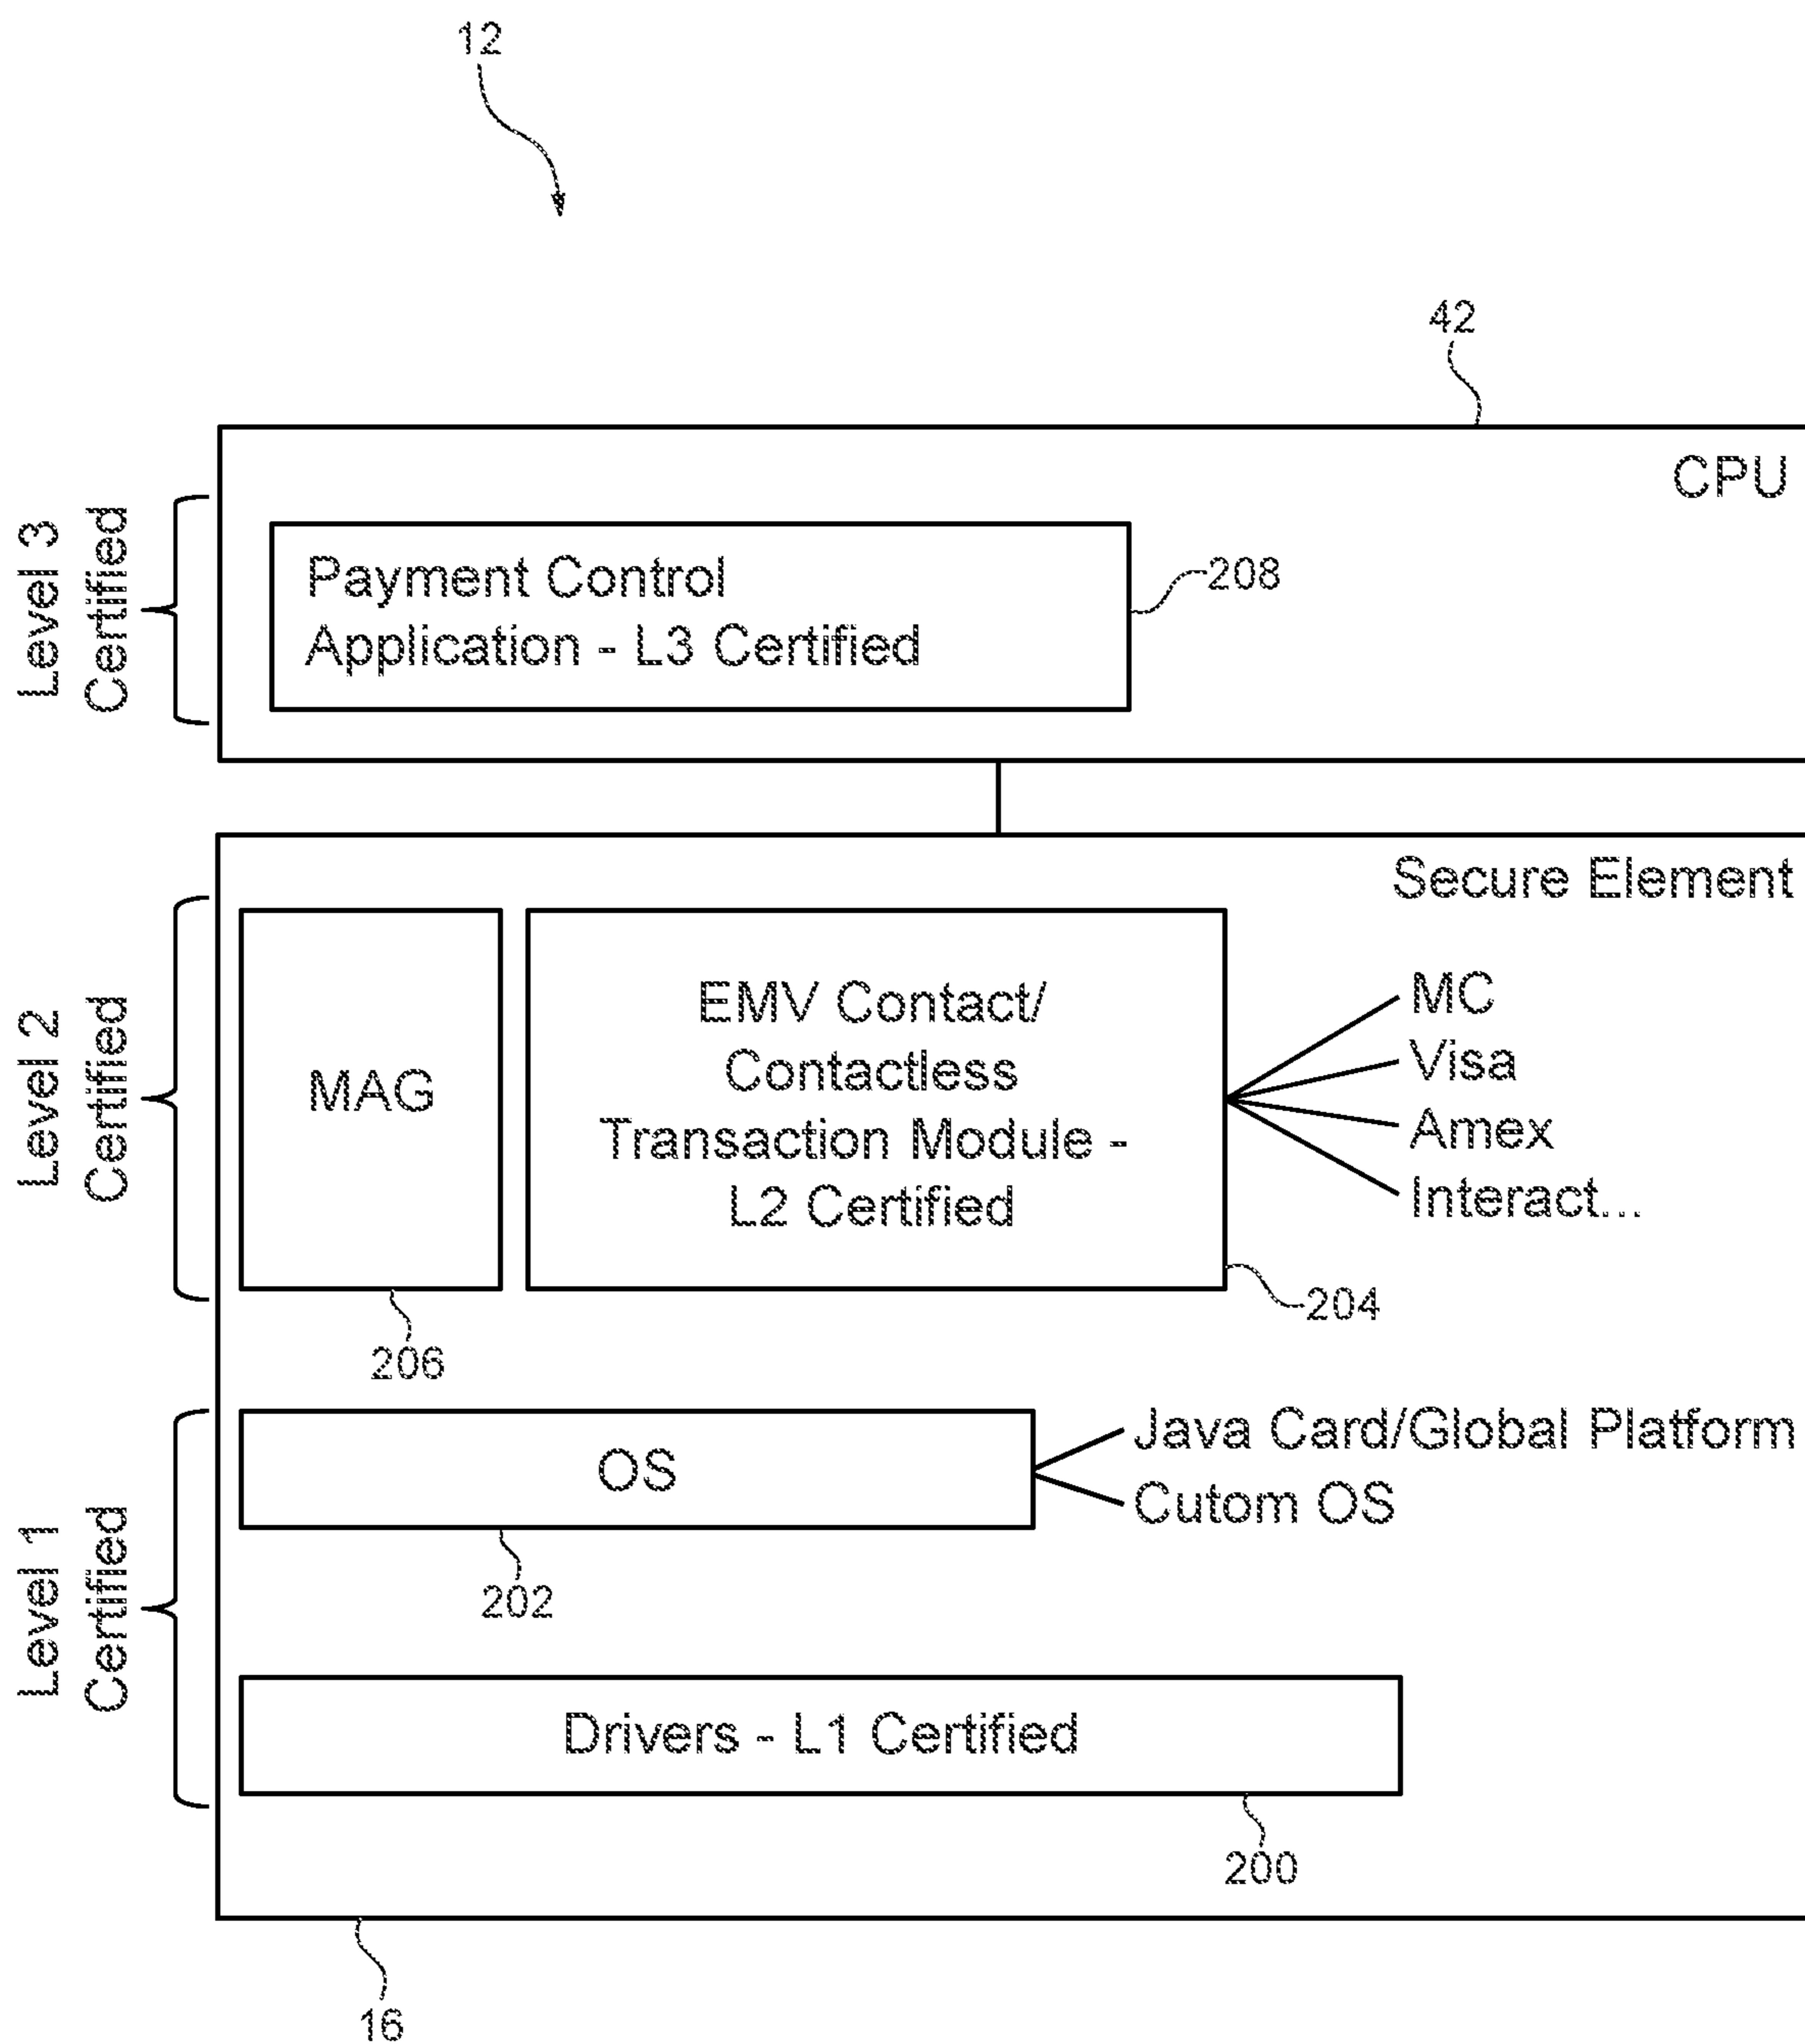 12
42
CPU
Level 3
Certified
Payment Control
Application - L3 Certified
208
Secure Element
Level 2
Certified
MAG
EMV Contact/
Contactless
Transaction Module -
L2 Certified
MC
Visa
Amex
Interact...
204
206
Level 1
Certified
OS
Java Card/Global Platform
Cutom OS
202
Drivers - L1 Certified
200
16